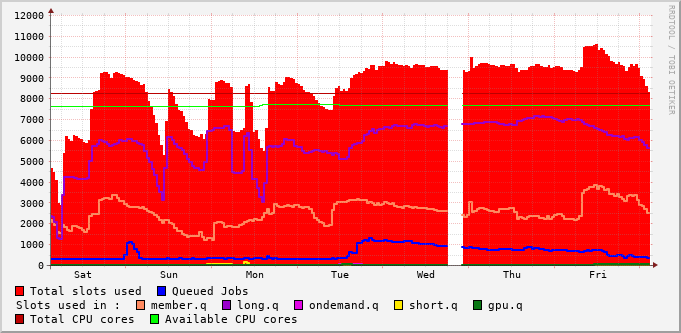 12000
11000
10000
9000
8000
7000
6000
5000
4000
3000
2000
1000
0
Sat Sun Mon Tue Wed Thu Fri
RRDTOOL / TOBI OETIKER
Total slots used Queued Jobs
Slots used in : member.q long.q ondemand.q short.q gpu.q
Total CPU cores Available CPU cores